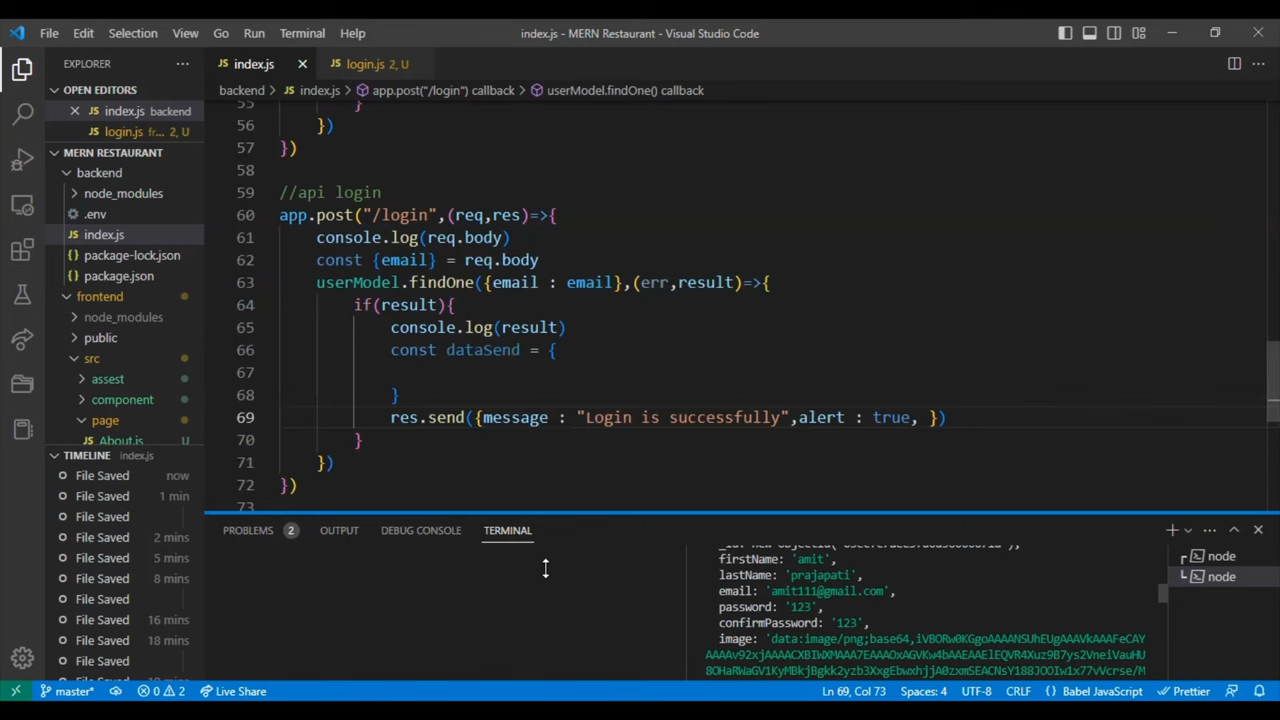 File Edit Selection View Go Run Terminal Help
index.js - MERN Restaurant - Visual Studio Code
EXPLORER
OPEN EDITORS
index.js backend
login.js fr... 2, U
MERN RESTAURANT
backend
node_modules
.env
index.js
package-lock.json
package.json
frontend
node_modules
public
src
assest
component
page
About.js U
TIMELINE index.js
File Saved now
File Saved 1 min
File Saved
File Saved 2 mins
File Saved 5 mins
File Saved 8 mins
File Saved
File Saved 16 mins
File Saved 18 mins
File Saved
JS index.js
JS login.js 2, U
backend > JS index.js > app.post("/login") callback > userModel.findOne() callback
55 }
56 })
57 })
58
59 //api login
60 app.post("/login",(req,res)=>{
61 console.log(req.body)
62 const {email} = req.body
63 userModel.findOne({email : email},(err,result)=>{
64 if(result){
65 console.log(result)
66 const dataSend = {
67
68 }
69 res.send({message : "Login is successfully",alert : true, })
70 }
71 })
72 })
73
PROBLEMS 2 OUTPUT DEBUG CONSOLE TERMINAL
node
node
firstName: 'amit',
lastName: 'prajapati',
email: 'amit111@gmail.com',
password: '123',
confirmPassword: '123',
image: 'data:image/png;base64,
master* 0 2 Live Share
Ln 69, Col 73 Spaces: 4 UTF-8 CRLF {} Babel JavaScript Prettier